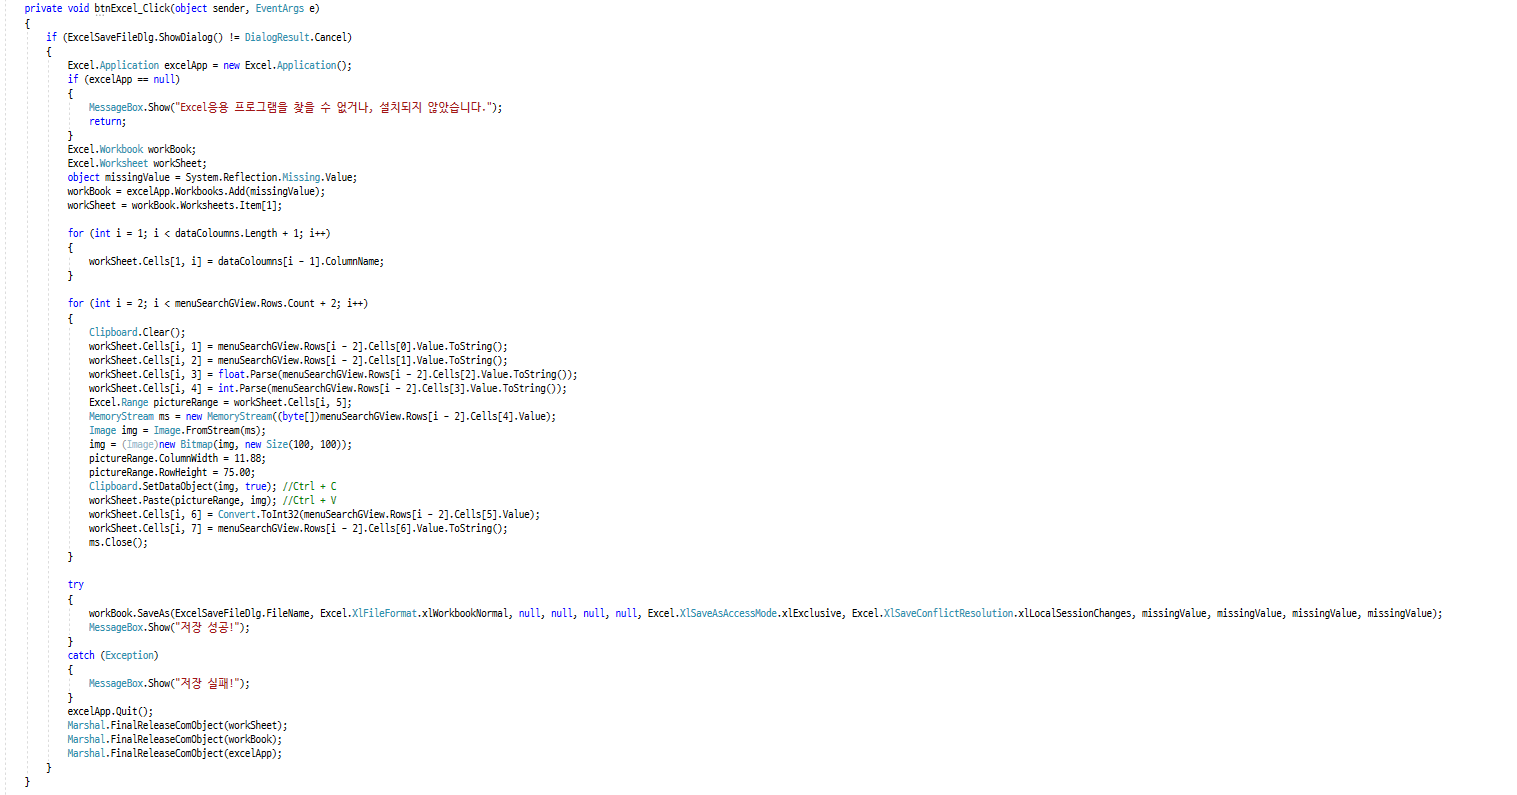 private void btnExcel_Click(object sender, EventArgs e)
{
if (ExcelSaveFileDlg.ShowDialog() != DialogResult.Cancel)
{
Excel.Application excelApp = new Excel.Application();
if (excelApp == null)
{
MessageBox.Show("Excel응용 프로그램을 찾을 수 없거나, 설치되지 않았습니다.");
return;
}
Excel.Workbook workBook;
Excel.Worksheet workSheet;
object missingValue = System.Reflection.Missing.Value;
workBook = excelApp.Workbooks.Add(missingValue);
workSheet = workBook.Worksheets.Item[1];
for (int i = 1; i < dataColoumns.Length + 1; i++)
{
workSheet.Cells[1, i] = dataColoumns[i - 1].ColumnName;
}
for (int i = 2; i < menuSearchGView.Rows.Count + 2; i++)
{
Clipboard.Clear();
workSheet.Cells[i, 1] = menuSearchGView.Rows[i - 2].Cells[0].Value.ToString();
workSheet.Cells[i, 2] = menuSearchGView.Rows[i - 2].Cells[1].Value.ToString();
workSheet.Cells[i, 3] = float.Parse(menuSearchGView.Rows[i - 2].Cells[2].Value.ToString());
workSheet.Cells[i, 4] = int.Parse(menuSearchGView.Rows[i - 2].Cells[3].Value.ToString());
Excel.Range pictureRange = workSheet.Cells[i, 5];
MemoryStream ms = new MemoryStream((byte[])menuSearchGView.Rows[i - 2].Cells[4].Value);
Image img = Image.FromStream(ms);
img = (Image)new Bitmap(img, new Size(100, 100));
pictureRange.ColumnWidth = 11.88;
pictureRange.RowHeight = 75.00;
Clipboard.SetDataObject(img, true); //Ctrl + C
workSheet.Paste(pictureRange, img); //Ctrl + V
workSheet.Cells[i, 6] = Convert.ToInt32(menuSearchGView.Rows[i - 2].Cells[5].Value);
workSheet.Cells[i, 7] = menuSearchGView.Rows[i - 2].Cells[6].Value.ToString();
ms.Close();
}
try
{
workBook.SaveAs(ExcelSaveFileDlg.FileName, Excel.XlFileFormat.xlWorkbookNormal, null, null, null, null, Excel.XlSaveAsAccessMode.xlExclusive, Excel.XlSaveConflictResolution.xlLocalSessionChanges, missingValue, missingValue, missingValue, missingValue);
MessageBox.Show("저장 성공!");
}
catch (Exception)
{
MessageBox.Show("저장 실패!");
}
excelApp.Quit();
Marshal.FinalReleaseComObject(workSheet);
Marshal.FinalReleaseComObject(workBook);
Marshal.FinalReleaseComObject(excelApp);
}
}